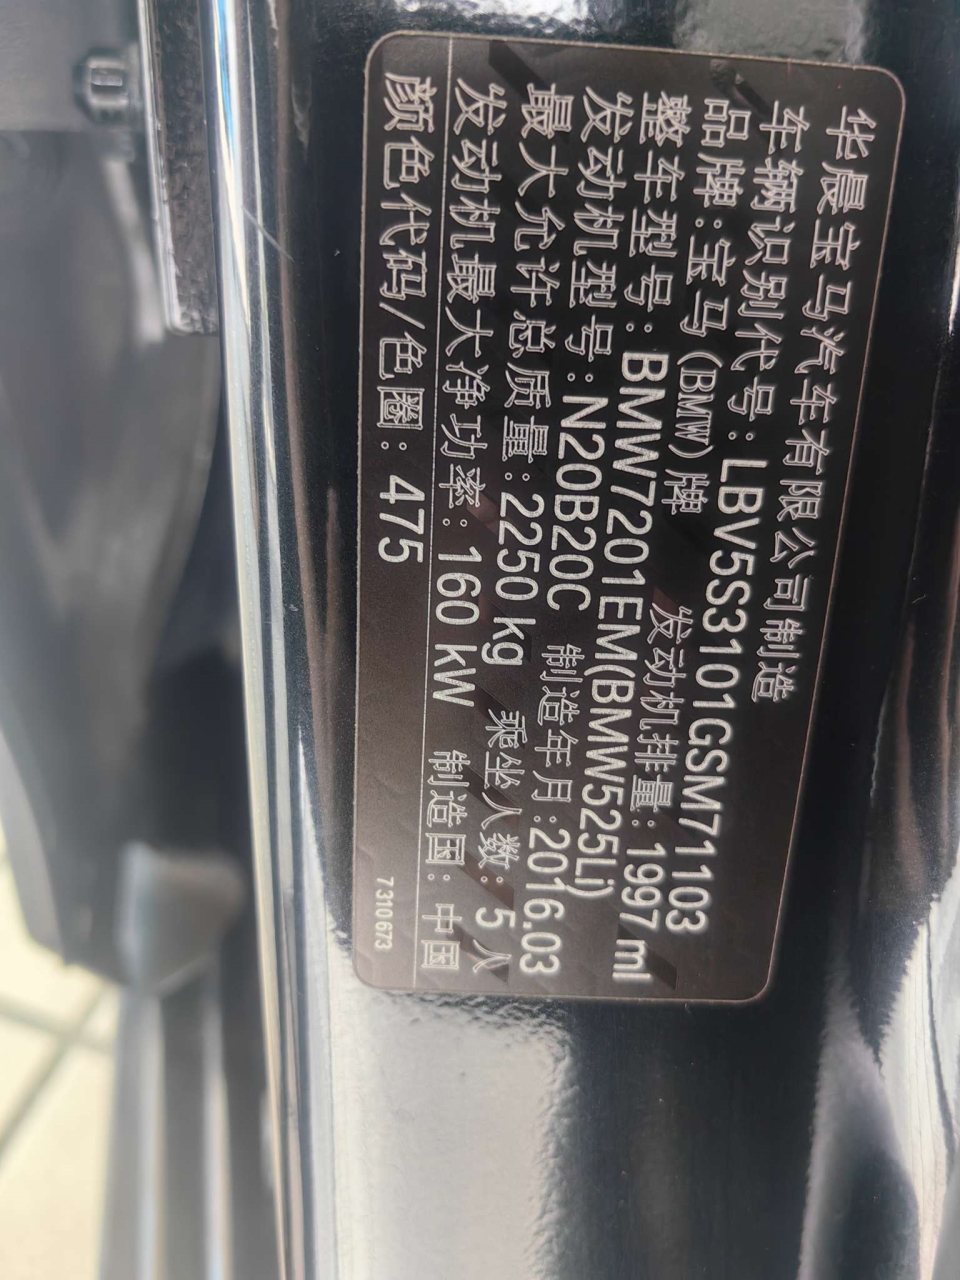 华晨宝马汽车有限公司制造
车辆识别代号:LBV5S3101GSM71103
品牌:宝马(BMW)牌 发动机排量:1997 ml
整车型号:BMW7201EM(BMW525Li)
发动机型号:N20B20C 制造年月:2016.03
最大允许总质量:2250 kg 乘坐人数:5人
发动机最大净功率:160 kW 制造国:中国
颜色代码/色圈:475
7310673